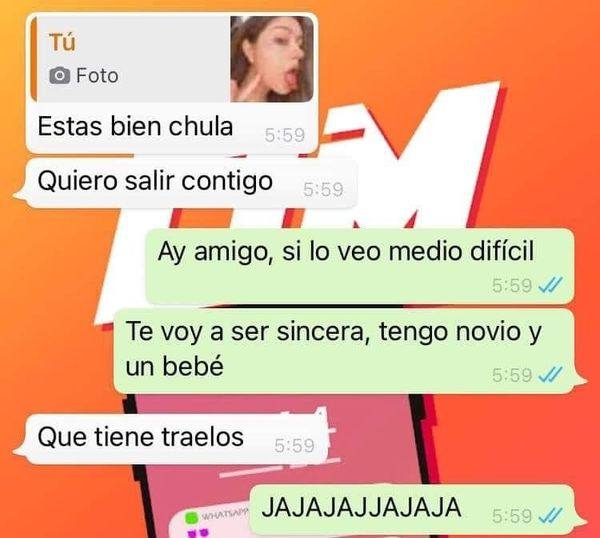 Tú
Foto
Estas bien chula 5:59
Quiero salir contigo 5:59
Ay amigo, si lo veo medio difícil
5:59
Te voy a ser sincera, tengo novio y
un bebé
5:59
Que tiene traelos 5:59
WHATSAPP
JAJAJAJJAJAJA 5:59